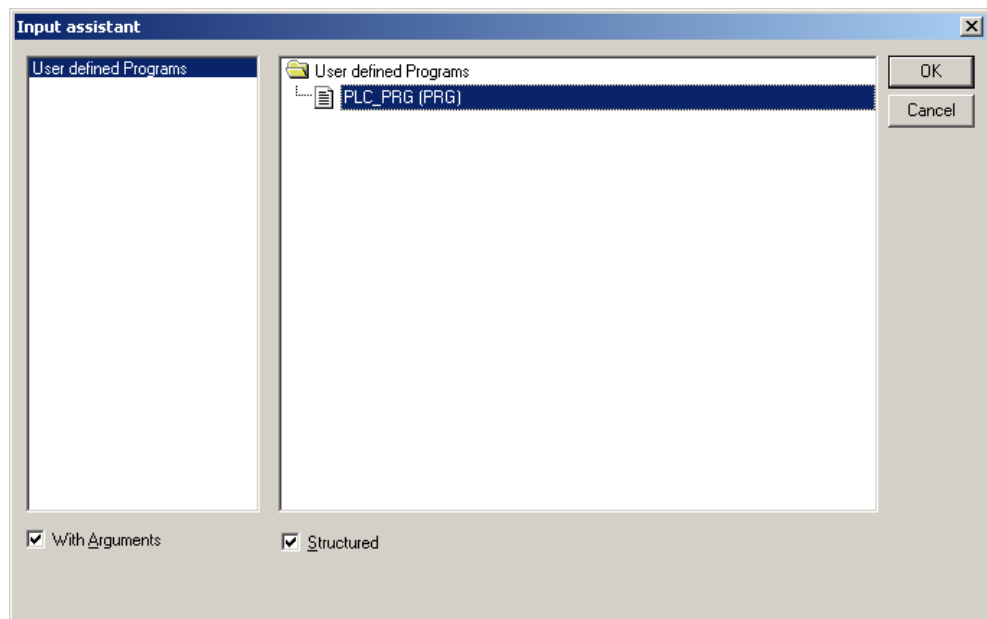 Input assistant
User defined Programs
User defined Programs
PLC_PRG (PRG)
OK
Cancel
With Arguments
Structured